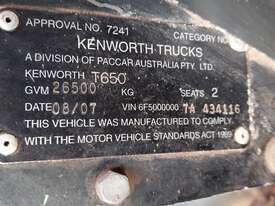 APPROVAL NO. 7241 CATEGORY NC
KENWORTH TRUCKS
A DIVISION OF PACCAR AUSTRALIA PTY. LTD.
KENWORTH T650
GVM 26500 KG SEATS 2
DATE 08/07 VIN 6F5000000 7A 434116
THIS VEHICLE WAS MANUFACTURED TO COMPLY
WITH THE MOTOR VEHICLE STANDARDS ACT 1989